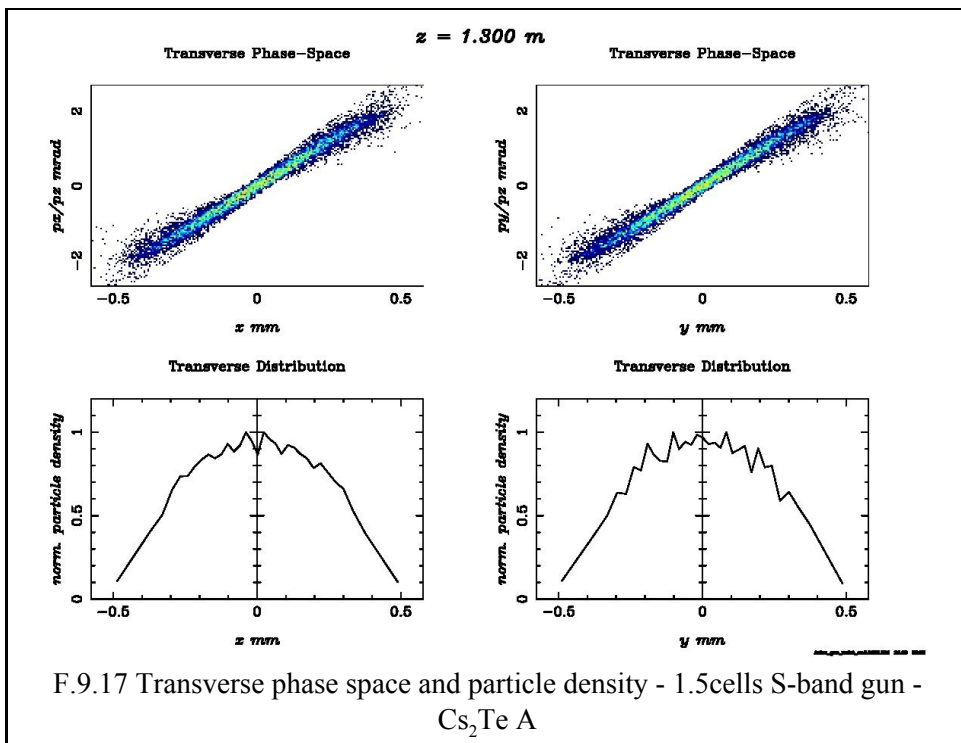 z = 1.300 m
Transverse Phase-Space
Transverse Phase-Space
px/pz mrad
2
0
-2
-0.5
0
0.5
x mm
py/pz mrad
2
0
-2
-0.5
0
0.5
y mm
Transverse Distribution
Transverse Distribution
norm. particle density
1
0.5
0
-0.5
0
0.5
x mm
norm. particle density
1
0.5
0
-0.5
0
0.5
y mm
F.9.17 Transverse phase space and particle density - 1.5cells S-band gun -
Cs₂Te A